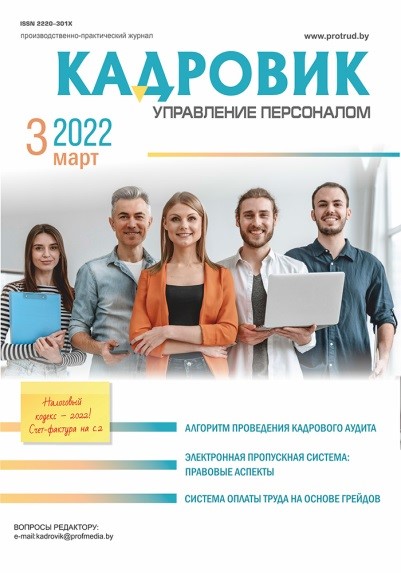 ISSN 2220–301X
производственно-практический журнал
www.protrud.by
КАДРОВИК
УПРАВЛЕНИЕ ПЕРСОНАЛОМ
3 2022
март
Налоговый
кодекс – 2022!
Счет-фактура на с.2
АЛГОРИТМ ПРОВЕДЕНИЯ КАДРОВОГО АУДИТА
ЭЛЕКТРОННАЯ ПРОПУСКНАЯ СИСТЕМА:
ПРАВОВЫЕ АСПЕКТЫ
СИСТЕМА ОПЛАТЫ ТРУДА НА ОСНОВЕ ГРЕЙДОВ
ВОПРОСЫ РЕДАКТОРУ:
e-mail:kadrovik@profmedia.by